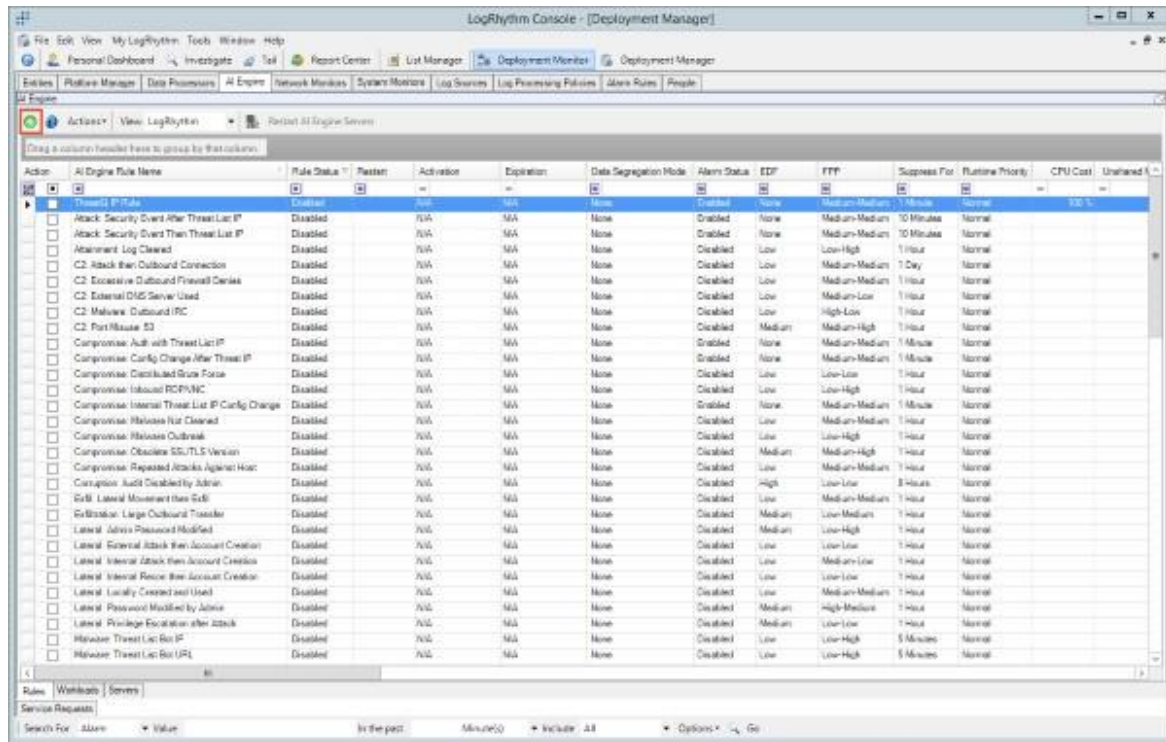 LogRhythm Console - [Deployment Manager]
File Edit View My LogRhythm Tools Window Help
Personal Dashboard Investigate Tail Report Center List Manager Deployment Monitor Deployment Manager
Entities Platform Manager Data Processors AI Engine Network Monitors System Monitors Log Sources Log Processing Policies Alarm Rules People
AI Engine
Actions View: LogRhythm Restart AI Engine Servers
Drag a column header here to group by that column.
Action AI Engine Rule Name Rule Status Restart Activation Expiration Data Segregation Mode Alarm Status EDF FPP Suppress For Runtime Priority CPU Cost Unshared
ThreatQ IP Rule Disabled N/A N/A None Enabled None Medium-Medium 1 Minute Normal 100 %
Attack: Security Event After Threat List IP Disabled N/A N/A None Enabled None Medium-Medium 10 Minutes Normal
Attack: Security Event Then Threat List IP Disabled N/A N/A None Enabled None Medium-Medium 10 Minutes Normal
Attainment: Log Cleared Disabled N/A N/A None Disabled Low Low-High 1 Hour Normal
C2: Attack then Outbound Connection Disabled N/A N/A None Disabled Low Medium-Medium 1 Day Normal
C2: Excessive Outbound Firewall Denies Disabled N/A N/A None Disabled Low Medium-Medium 1 Hour Normal
C2: External DNS Server Used Disabled N/A N/A None Disabled Low Medium-Low 1 Hour Normal
C2: Malware: Outbound IRC Disabled N/A N/A None Disabled Low High-Low 1 Hour Normal
C2: Port Misuse: 53 Disabled N/A N/A None Disabled Medium Medium-High 1 Hour Normal
Compromise: Auth with Threat List IP Disabled N/A N/A None Enabled None Medium-Medium 1 Minute Normal
Compromise: Config Change After Threat IP Disabled N/A N/A None Enabled None Medium-Medium 1 Minute Normal
Compromise: Distributed Brute Force Disabled N/A N/A None Disabled Low Low-Low 1 Hour Normal
Compromise: Inbound RDP/VNC Disabled N/A N/A None Disabled Low Low-High 1 Hour Normal
Compromise: Internal Threat List IP Config Change Disabled N/A N/A None Enabled None Medium-Medium 1 Minute Normal
Compromise: Malware Not Cleaned Disabled N/A N/A None Disabled Low Medium-Medium 1 Hour Normal
Compromise: Malware Outbreak Disabled N/A N/A None Disabled Low Low-High 1 Hour Normal
Compromise: Obsolete SSL/TLS Version Disabled N/A N/A None Disabled Medium Medium-High 1 Hour Normal
Compromise: Repeated Attacks Against Host Disabled N/A N/A None Disabled Low Medium-Medium 1 Hour Normal
Corruption: Audit Disabled by Admin Disabled N/A N/A None Disabled High Low-Low 8 Hours Normal
Exfil: Lateral Movement then Exfil Disabled N/A N/A None Disabled Low Medium-Medium 1 Hour Normal
Exfiltration: Large Outbound Transfer Disabled N/A N/A None Disabled Medium Low-Medium 1 Hour Normal
Lateral: Admin Password Modified Disabled N/A N/A None Disabled Medium Low-High 1 Hour Normal
Lateral: External Attack then Account Creation Disabled N/A N/A None Disabled Low Low-Low 1 Hour Normal
Lateral: Internal Attack then Account Creation Disabled N/A N/A None Disabled Low Medium-Low 1 Hour Normal
Lateral: Internal Recon then Account Creation Disabled N/A N/A None Disabled Low Low-Low 1 Hour Normal
Lateral: Locally Created and Used Disabled N/A N/A None Disabled Low Medium-Medium 1 Hour Normal
Lateral: Password Modified by Admin Disabled N/A N/A None Disabled Medium High-Medium 1 Hour Normal
Lateral: Privilege Escalation after Attack Disabled N/A N/A None Disabled Medium Low-Low 1 Hour Normal
Malware: Threat List Bot IP Disabled N/A N/A None Disabled Low Low-High 5 Minutes Normal
Malware: Threat List Bot URL Disabled N/A N/A None Disabled Low Low-High 5 Minutes Normal
Rules Workloads Servers
Service Requests
Search For Alarm Value In the past Minute(s) Include All Options Go